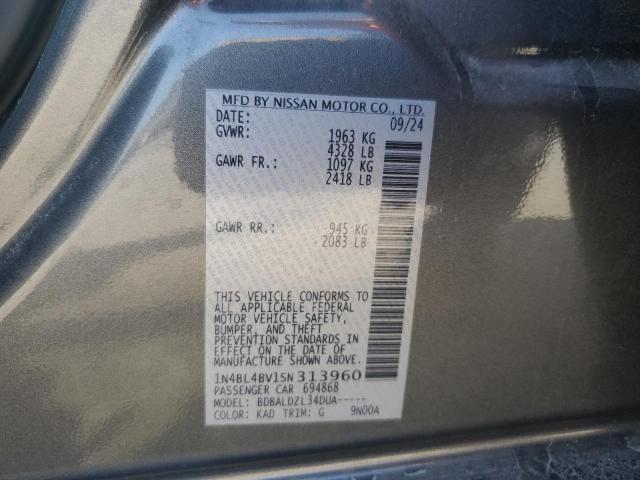 MFD BY NISSAN MOTOR CO., LTD.
DATE: 09/24
GVWR: 1963 KG
4328 LB
GAWR FR.: 1097 KG
2418 LB
GAWR RR.: 945 KG
2083 LB
THIS VEHICLE CONFORMS TO
ALL APPLICABLE FEDERAL
MOTOR VEHICLE SAFETY,
BUMPER, AND THEFT
PREVENTION STANDARDS IN
EFFECT ON THE DATE OF
MANUFACTURE SHOWN ABOVE.
1N4BL4BV1SN313960
PASSENGER CAR 694868
MODEL: BDBALDZL34DUA-----
COLOR: KAD TRIM: G 9N00A